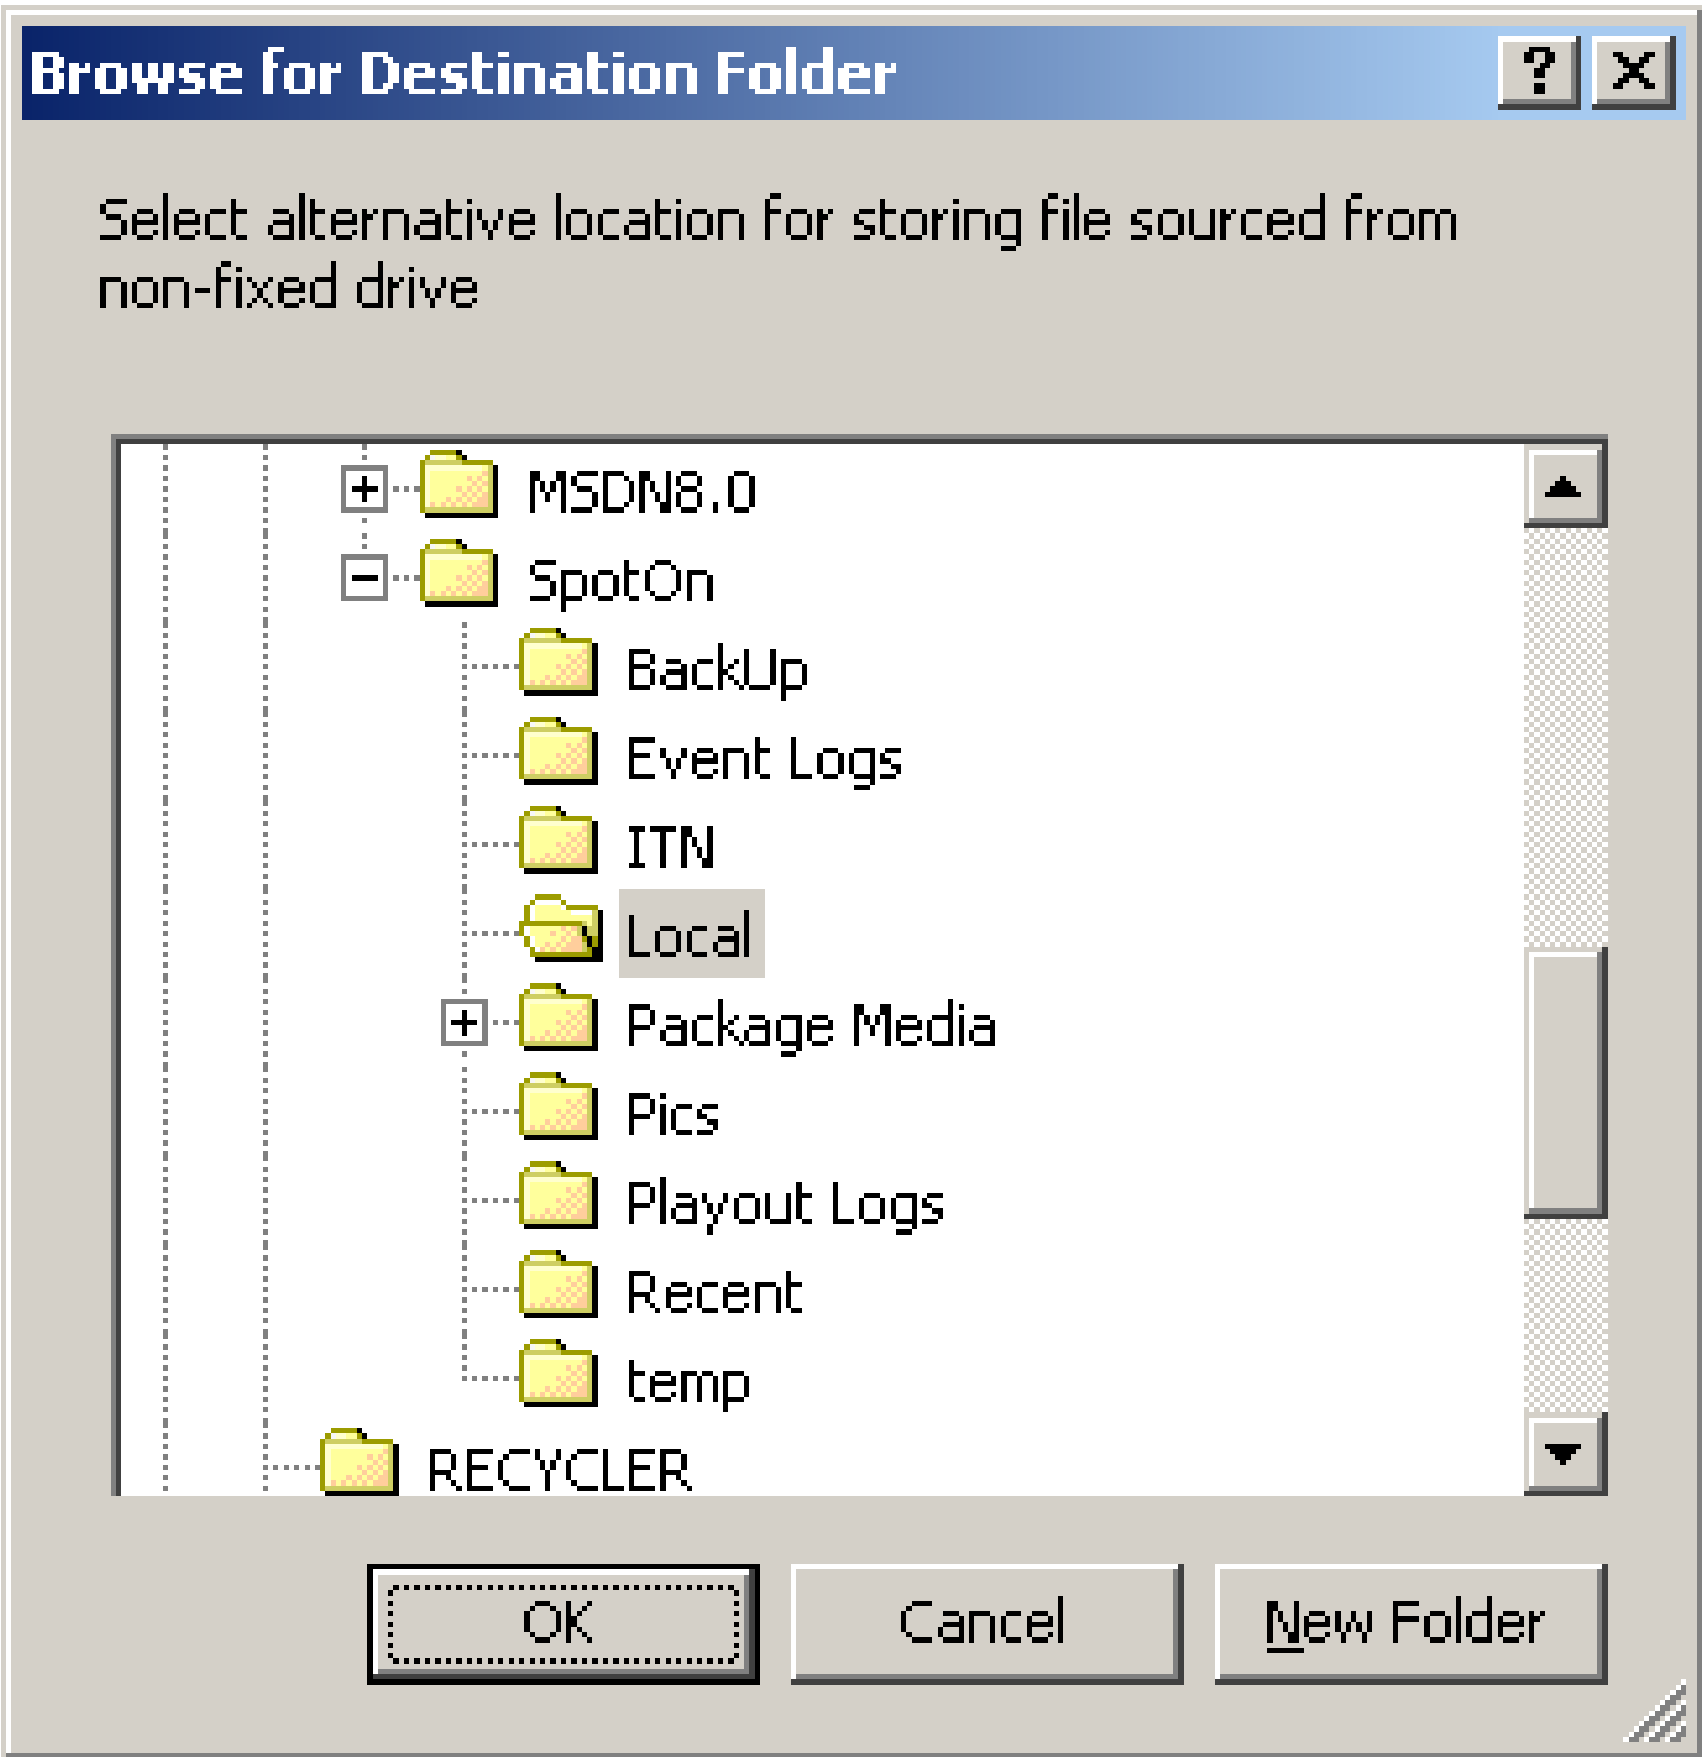 Browse for Destination Folder
Select alternative location for storing file sourced from
non-fixed drive
MSDN8.0
SpotOn
BackUp
Event Logs
ITN
Local
Package Media
Pics
Playout Logs
Recent
temp
RECYCLER
OK Cancel New Folder